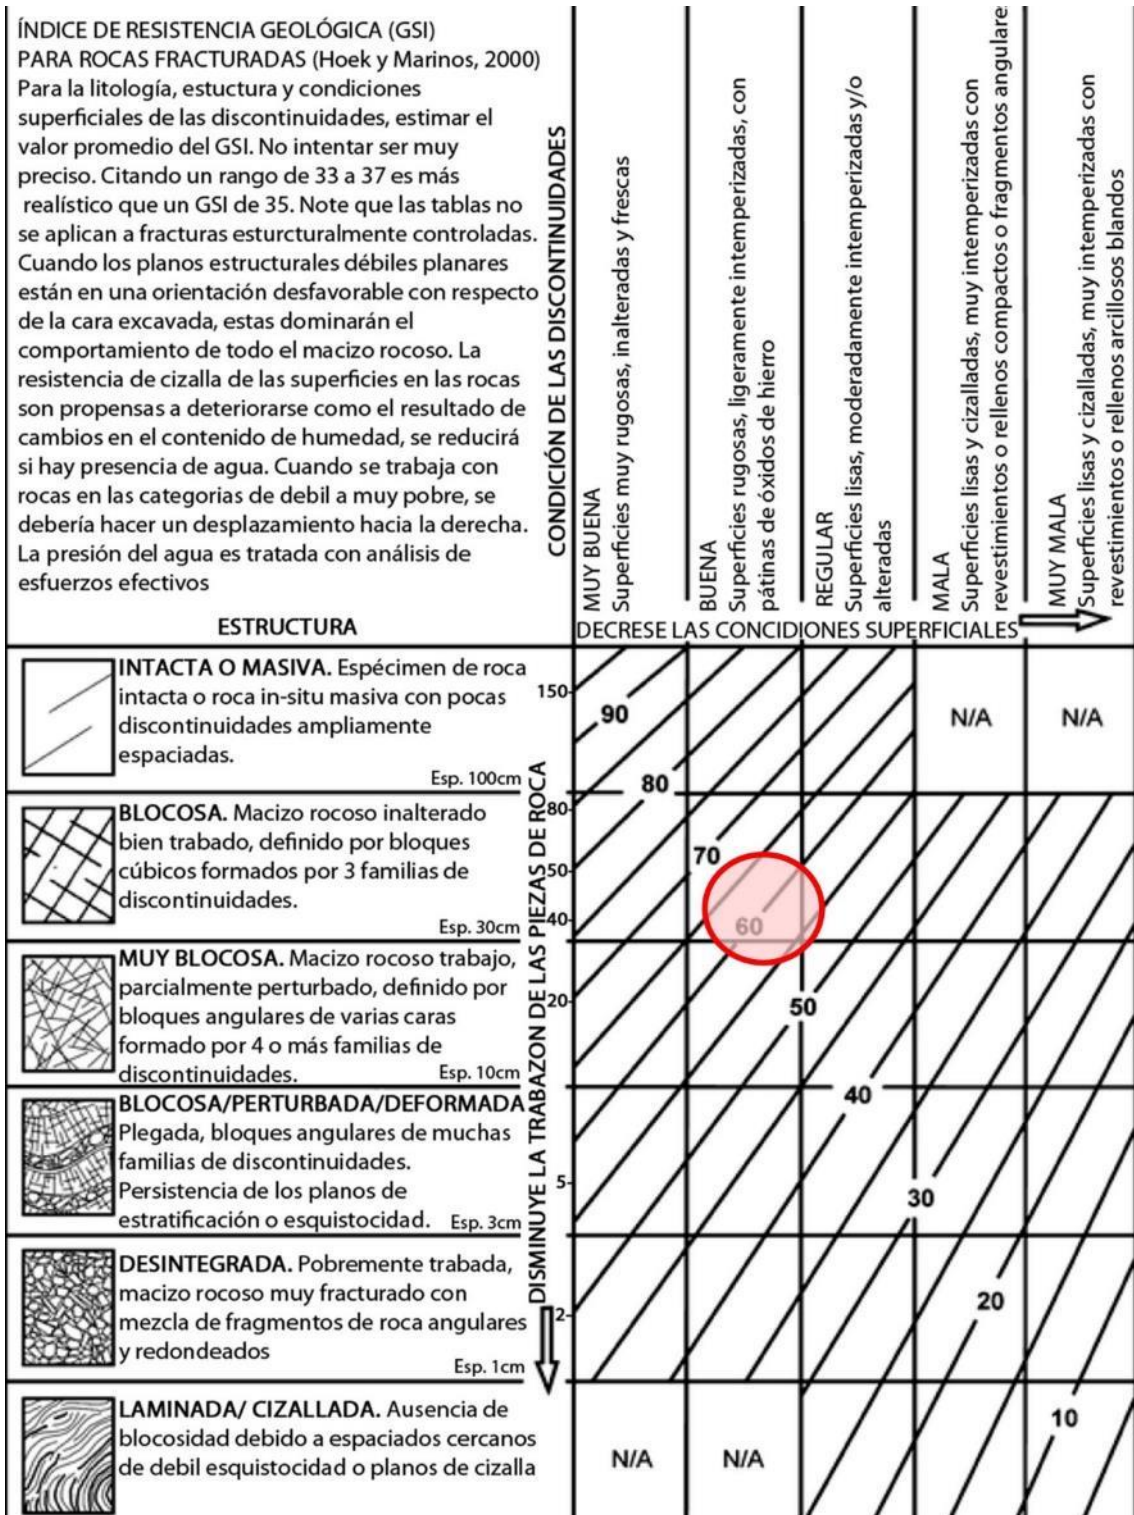 ÍNDICE DE RESISTENCIA GEOLÓGICA (GSI)
PARA ROCAS FRACTURADAS (Hoek y Marinos, 2000)
Para la litología, estuctura y condiciones
superficiales de las discontinuidades, estimar el
valor promedio del GSI. No intentar ser muy
preciso. Citando un rango de 33 a 37 es más
realístico que un GSI de 35. Note que las tablas no
se aplican a fracturas esturcturalmente controladas.
Cuando los planos estructurales débiles planares
están en una orientación desfavorable con respecto
de la cara excavada, estas dominarán el
comportamiento de todo el macizo rocoso. La
resistencia de cizalla de las superficies en las rocas
son propensas a deteriorarse como el resultado de
cambios en el contenido de humedad, se reducirá
si hay presencia de agua. Cuando se trabaja con
rocas en las categorias de debil a muy pobre, se
debería hacer un desplazamiento hacia la derecha.
La presión del agua es tratada con análisis de
esfuerzos efectivos
CONDICIÓN DE LAS DISCONTINUIDADES
MUY BUENA
Superficies muy rugosas, inalteradas y frescas
BUENA
Superficies rugosas, ligeramente intemperizadas, con
pátinas de óxidos de hierro
REGULAR
Superficies lisas, moderadamente intemperizadas y/o
alteradas
MALA
Superficies lisas y cizalladas, muy intemperizadas con
revestimientos o rellenos compactos o fragmentos angulare
MUY MALA
Superficies lisas y cizalladas, muy intemperizadas con
revestimientos o rellenos arcillosos blandos
ESTRUCTURA
DECRESE LAS CONCIDIONES SUPERFICIALES
DISMINUYE LA TRABAZON DE LAS PIEZAS DE ROCA
INTACTA O MASIVA. Espécimen de roca
intacta o roca in-situ masiva con pocas
discontinuidades ampliamente
espaciadas.
Esp. 100cm
150
90
80
N/A
N/A
BLOCOSA. Macizo rocoso inalterado
bien trabado, definido por bloques
cúbicos formados por 3 familias de
discontinuidades.
Esp. 30cm
80
50
40
70
60
MUY BLOCOSA. Macizo rocoso trabajo,
parcialmente perturbado, definido por
bloques angulares de varias caras
formado por 4 o más familias de
discontinuidades.
Esp. 10cm
20
50
BLOCOSA/PERTURBADA/DEFORMADA
Plegada, bloques angulares de muchas
familias de discontinuidades.
Persistencia de los planos de
estratificación o esquistocidad.
Esp. 3cm
5
40
30
DESINTEGRADA. Pobremente trabada,
macizo rocoso muy fracturado con
mezcla de fragmentos de roca angulares
y redondeados
Esp. 1cm
2
20
LAMINADA/ CIZALLADA. Ausencia de
blocosidad debido a espaciados cercanos
de debil esquistocidad o planos de cizalla
N/A
N/A
10